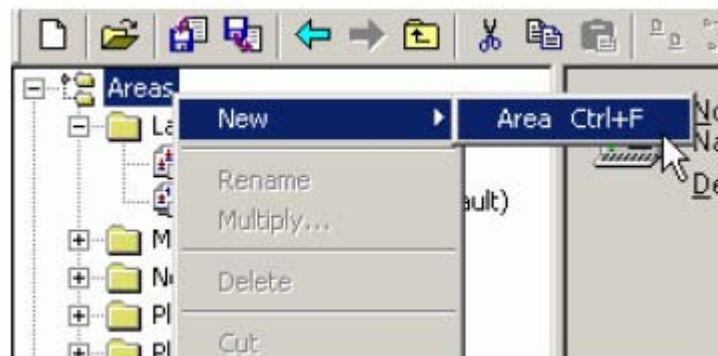 Areas
New
Area Ctrl+F
Rename
Multiply...
ault)
Delete
Cut